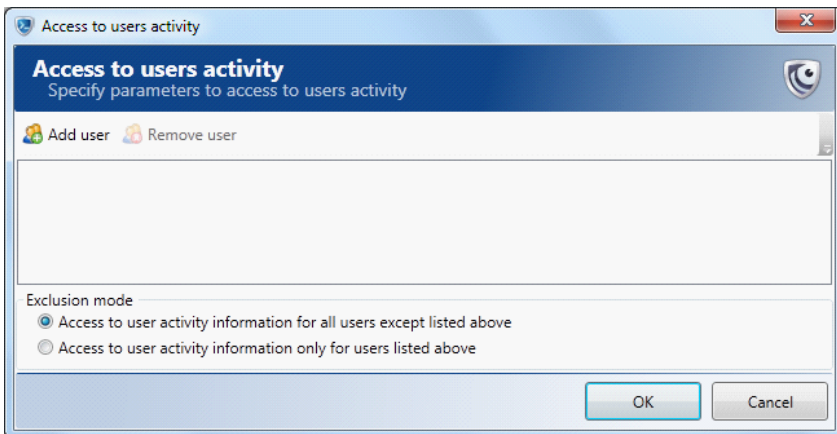 Access to users activity
Access to users activity
Specify parameters to access to users activity
Add user Remove user
Exclusion mode
Access to user activity information for all users except listed above
Access to user activity information only for users listed above
OK Cancel